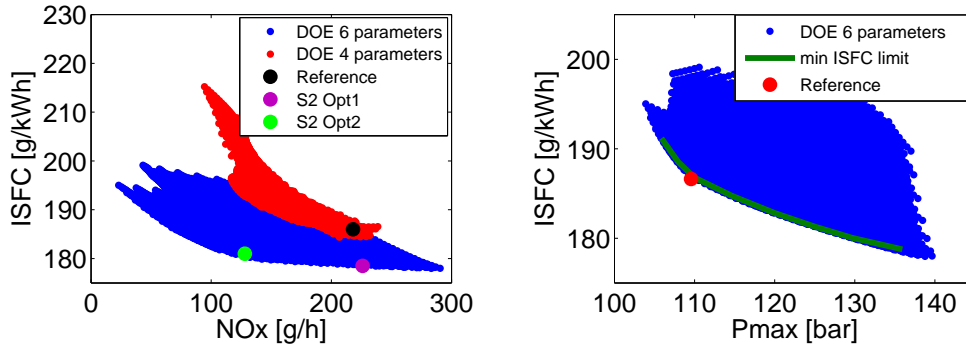 230
220
210
200
190
180
ISFC [g/kWh]
0
100
200
300
NOx [g/h]
DOE 6 parameters
DOE 4 parameters
Reference
S2 Opt1
S2 Opt2
200
190
180
ISFC [g/kWh]
100
110
120
130
140
Pmax [bar]
DOE 6 parameters
min ISFC limit
Reference